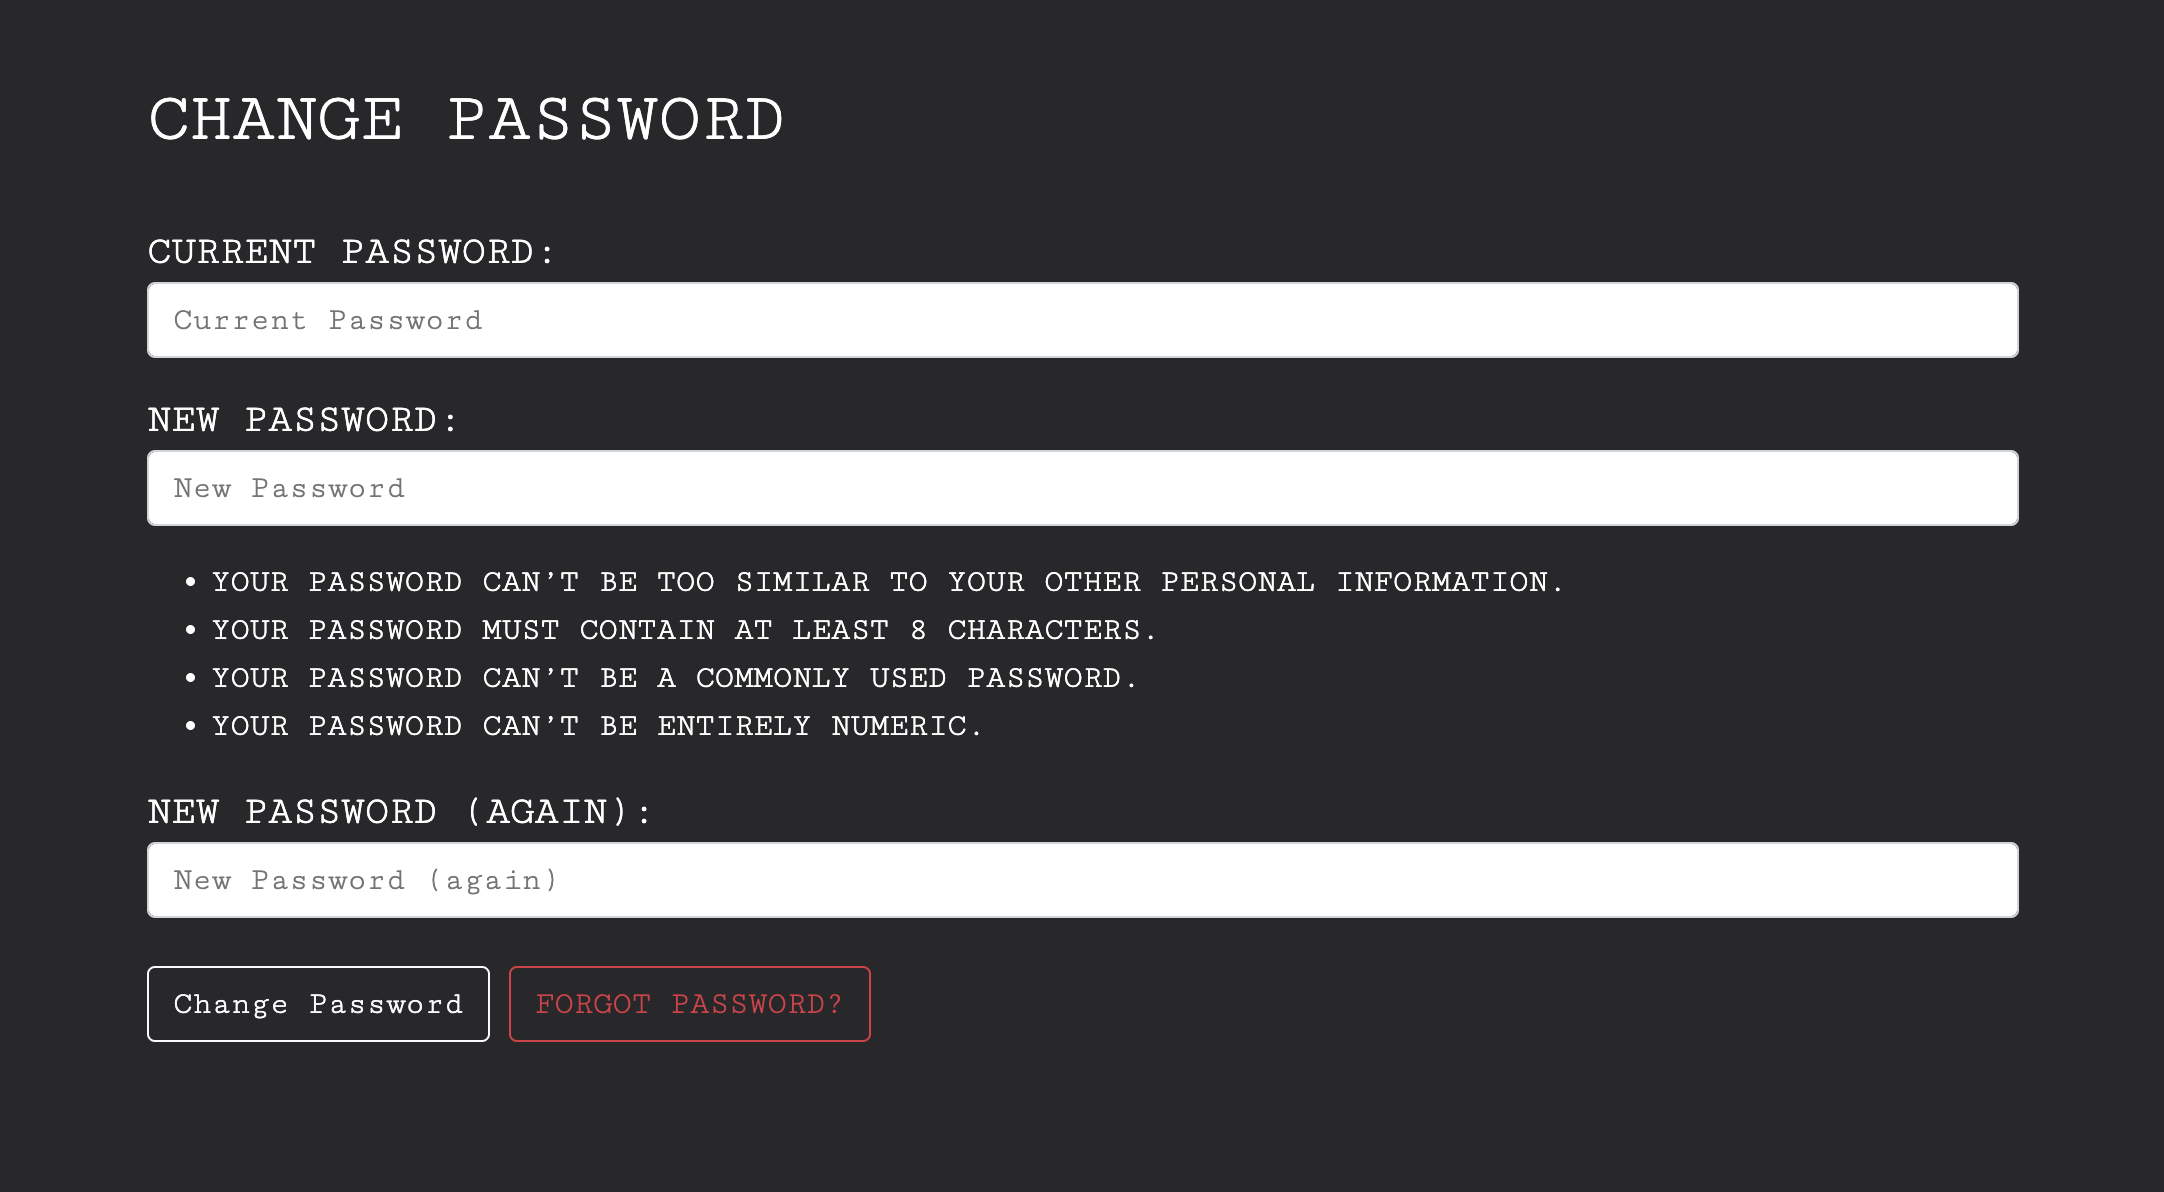 CHANGE PASSWORD
CURRENT PASSWORD:
Current Password
NEW PASSWORD:
New Password
• YOUR PASSWORD CAN’T BE TOO SIMILAR TO YOUR OTHER PERSONAL INFORMATION.
• YOUR PASSWORD MUST CONTAIN AT LEAST 8 CHARACTERS.
• YOUR PASSWORD CAN’T BE A COMMONLY USED PASSWORD.
• YOUR PASSWORD CAN’T BE ENTIRELY NUMERIC.
NEW PASSWORD (AGAIN):
New Password (again)
Change Password FORGOT PASSWORD?